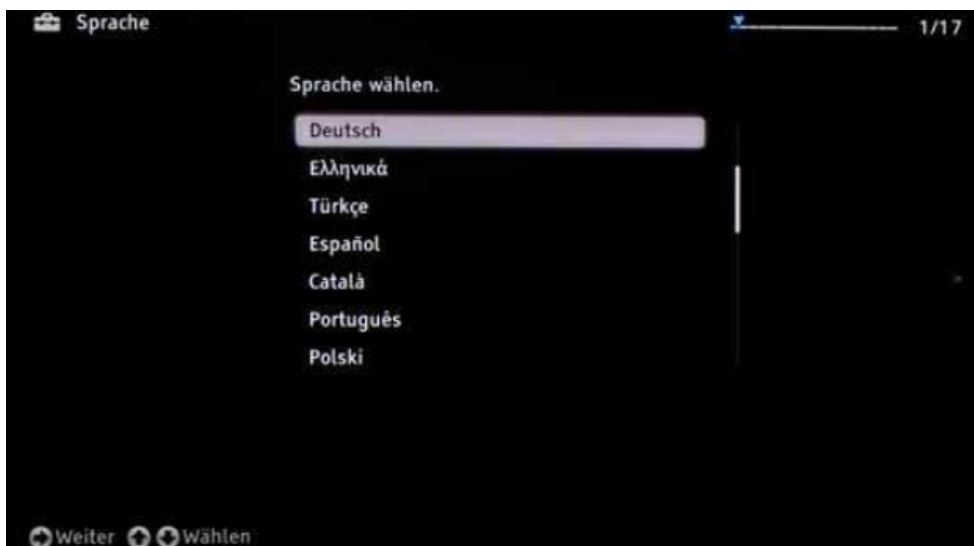 Sprache
1/17
Sprache wählen.
Deutsch
Ελληνικά
Türkçe
Español
Català
Português
Polski
Weiter Wählen